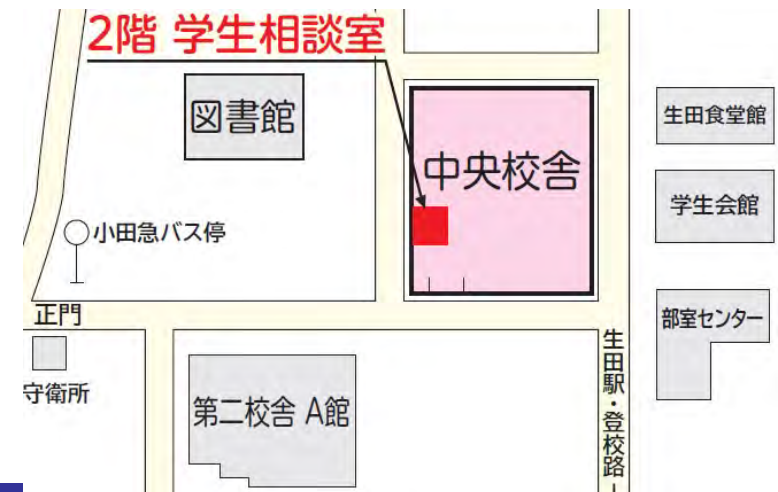 2階 学生相談室
図書館
中央校舎
生田食堂館
学生会館
小田急バス停
正門
守衛所
部室センター
第二校舎 A館
生田駅・登校路